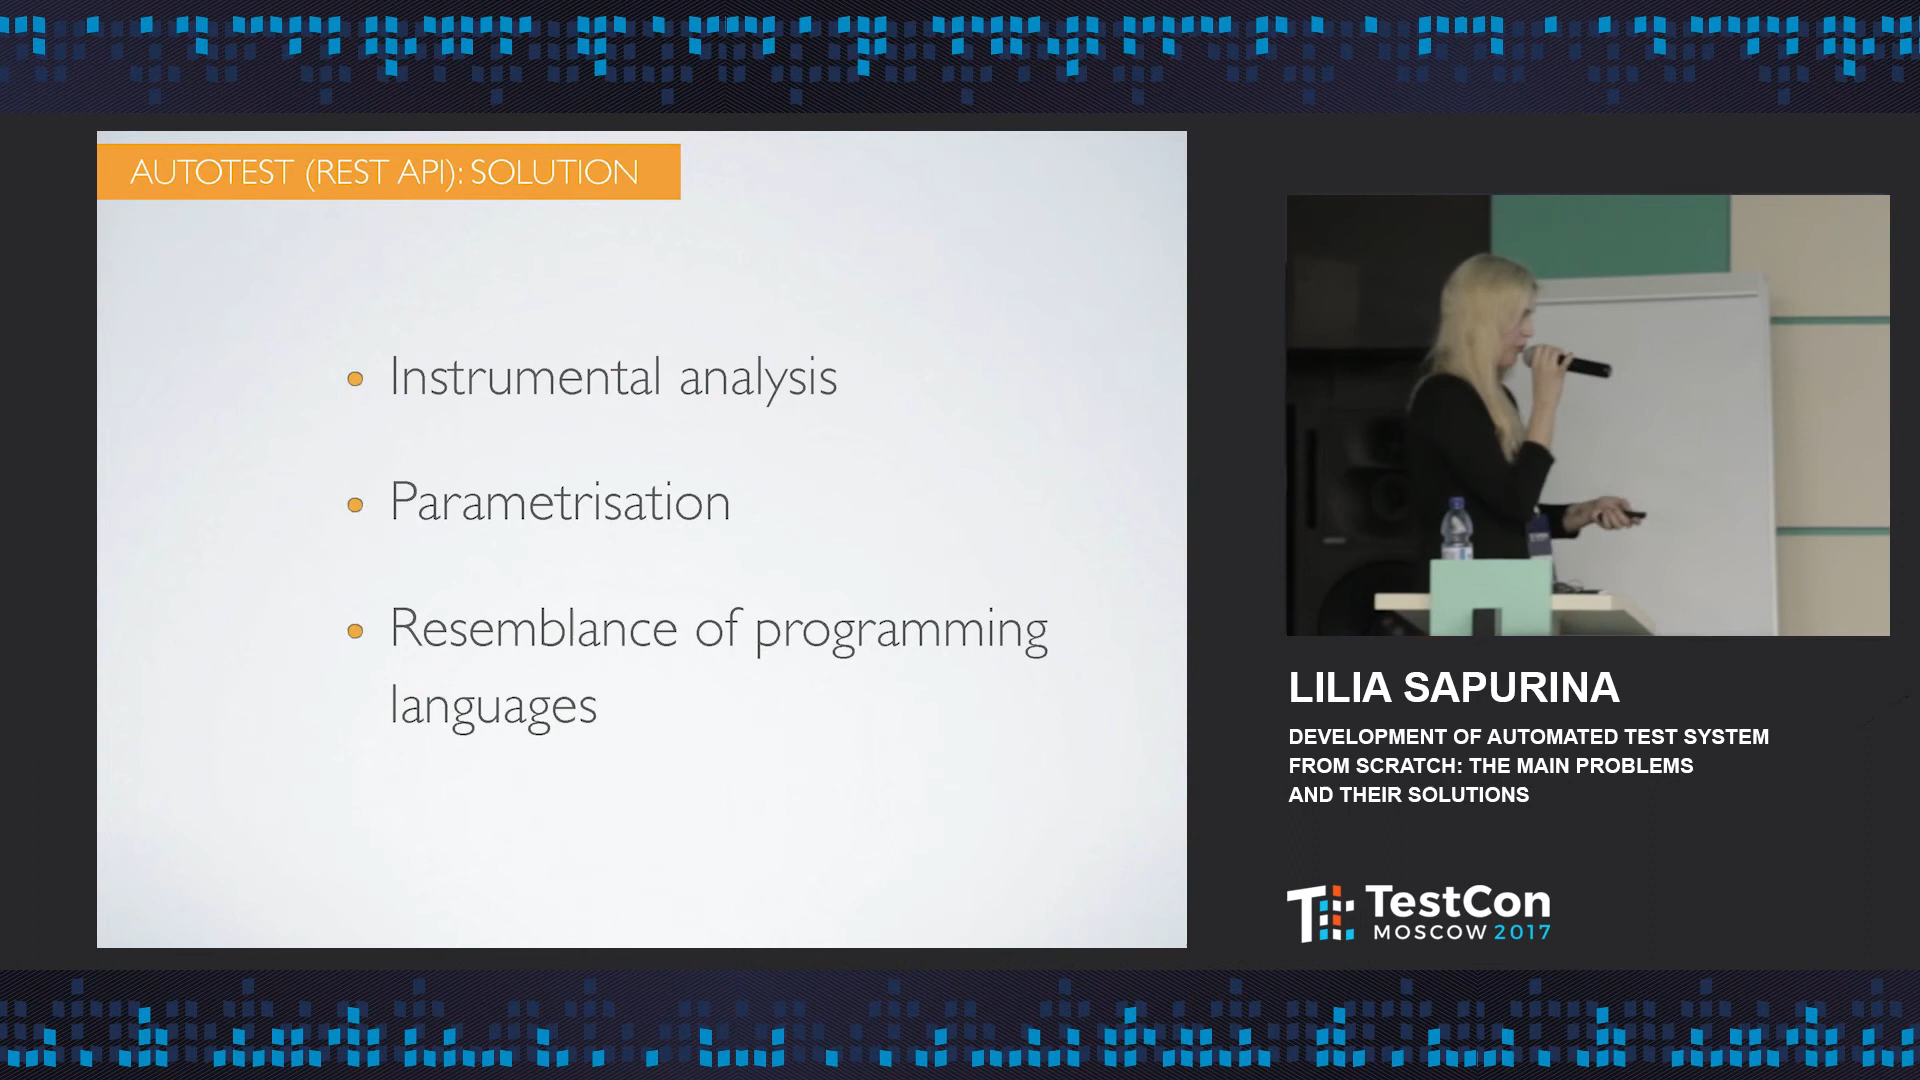 AUTOTEST (REST API): SOLUTION
• Instrumental analysis
• Parametrisation
• Resemblance of programming
languages
LILIA SAPURINA
DEVELOPMENT OF AUTOMATED TEST SYSTEM
FROM SCRATCH: THE MAIN PROBLEMS
AND THEIR SOLUTIONS
TestCon
MOSCOW 2017